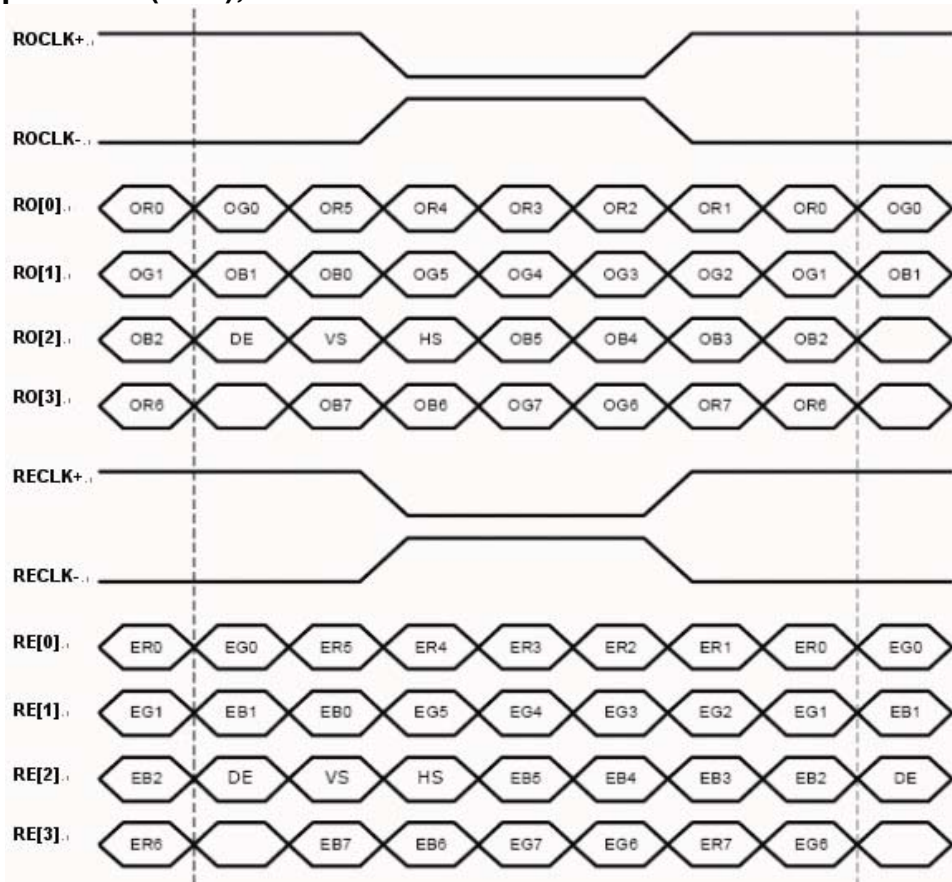 ROCLK+
ROCLK-
RO[0] OR0 OG0 OR5 OR4 OR3 OR2 OR1 OR0 OG0
RO[1] OG1 OB1 OB0 OG5 OG4 OG3 OG2 OG1 OB1
RO[2] OB2 DE VS HS OB5 OB4 OB3 OB2
RO[3] OR6 OB7 OB6 OG7 OG6 OR7 OR6
RECLK+
RECLK-
RE[0] ER0 EG0 ER5 ER4 ER3 ER2 ER1 ER0 EG0
RE[1] EG1 EB1 EB0 EG5 EG4 EG3 EG2 EG1 EB1
RE[2] EB2 DE VS HS EB5 EB4 EB3 EB2 DE
RE[3] ER6 EB7 EB6 EG7 EG6 ER7 EG6